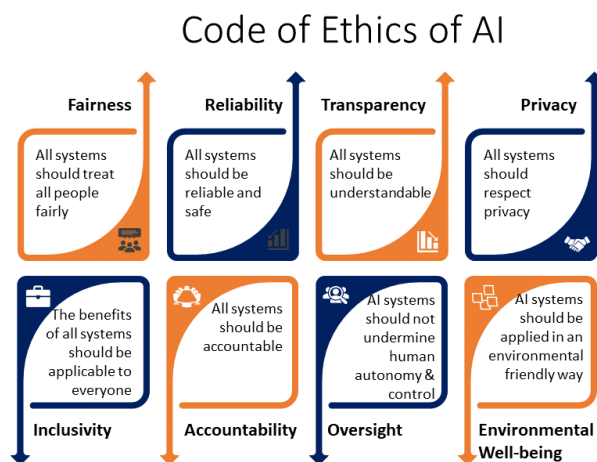 Code of Ethics of AI
Fairness
All systems
should treat
all people
fairly
Reliability
All systems
should be
reliable and
safe
Transparency
All systems
should be
understandable
Privacy
All systems
should
respect
privacy
The benefits
of all systems
should be
applicable to
everyone
Inclusivity
All systems
should be
accountable
Accountability
AI systems
should not
undermine
human
autonomy &
control
Oversight
AI systems
should be
applied in an
environmental
friendly way
Environmental
Well-being